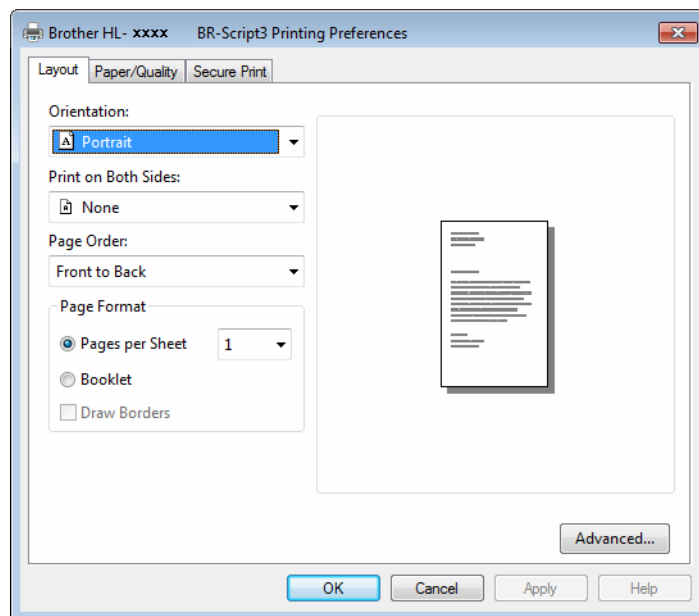 Brother HL- xxxx BR-Script3 Printing Preferences
Layout Paper/Quality Secure Print
Orientation:
A Portrait
Print on Both Sides:
A None
Page Order:
Front to Back
Page Format
Pages per Sheet 1
Booklet
Draw Borders
Advanced...
OK Cancel Apply Help